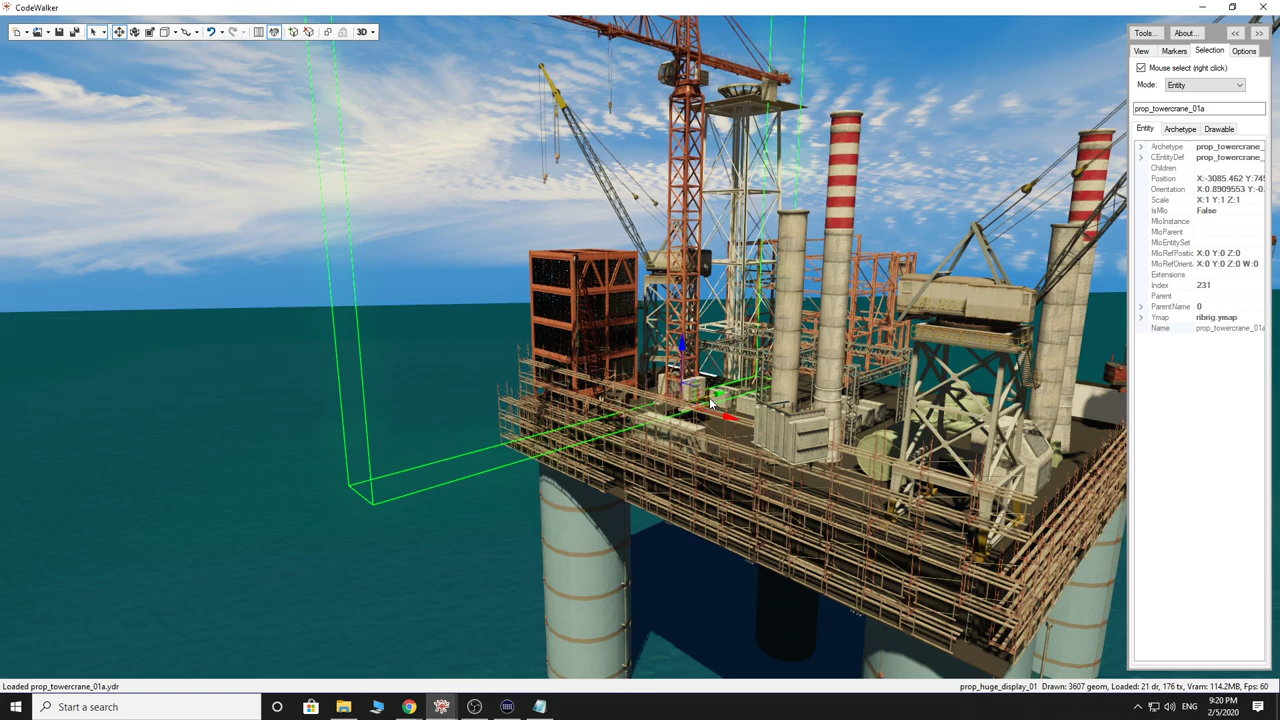 CodeWalker
3D
Tools... About... << >>
View Markers Selection Options
Mouse select (right click)
Mode: Entity
prop_towercrane_01a
Entity Archetype Drawable
Archetype prop_towercrane_
CEntityDef prop_towercrane_
Children
Position X:-3085.462 Y:745
Orientation X:0.8909553 Y:-0.
Scale X:1 Y:1 Z:1
IsMlo False
MloInstance
MloParent
MloEntitySet
MloRefPositic X:0 Y:0 Z:0
MloRefOrient X:0 Y:0 Z:0 W:0
Extensions
Index 231
Parent
ParentName 0
Ymap ribrig.ymap
Name prop_towercrane_01a
Loaded prop_towercrane_01a.ydr
prop_huge_display_01 Drawn: 3607 geom, Loaded: 21 dr, 176 tx, Vram: 114.2MB, Fps: 60
Start a search
ENG
9:20 PM
2/5/2020